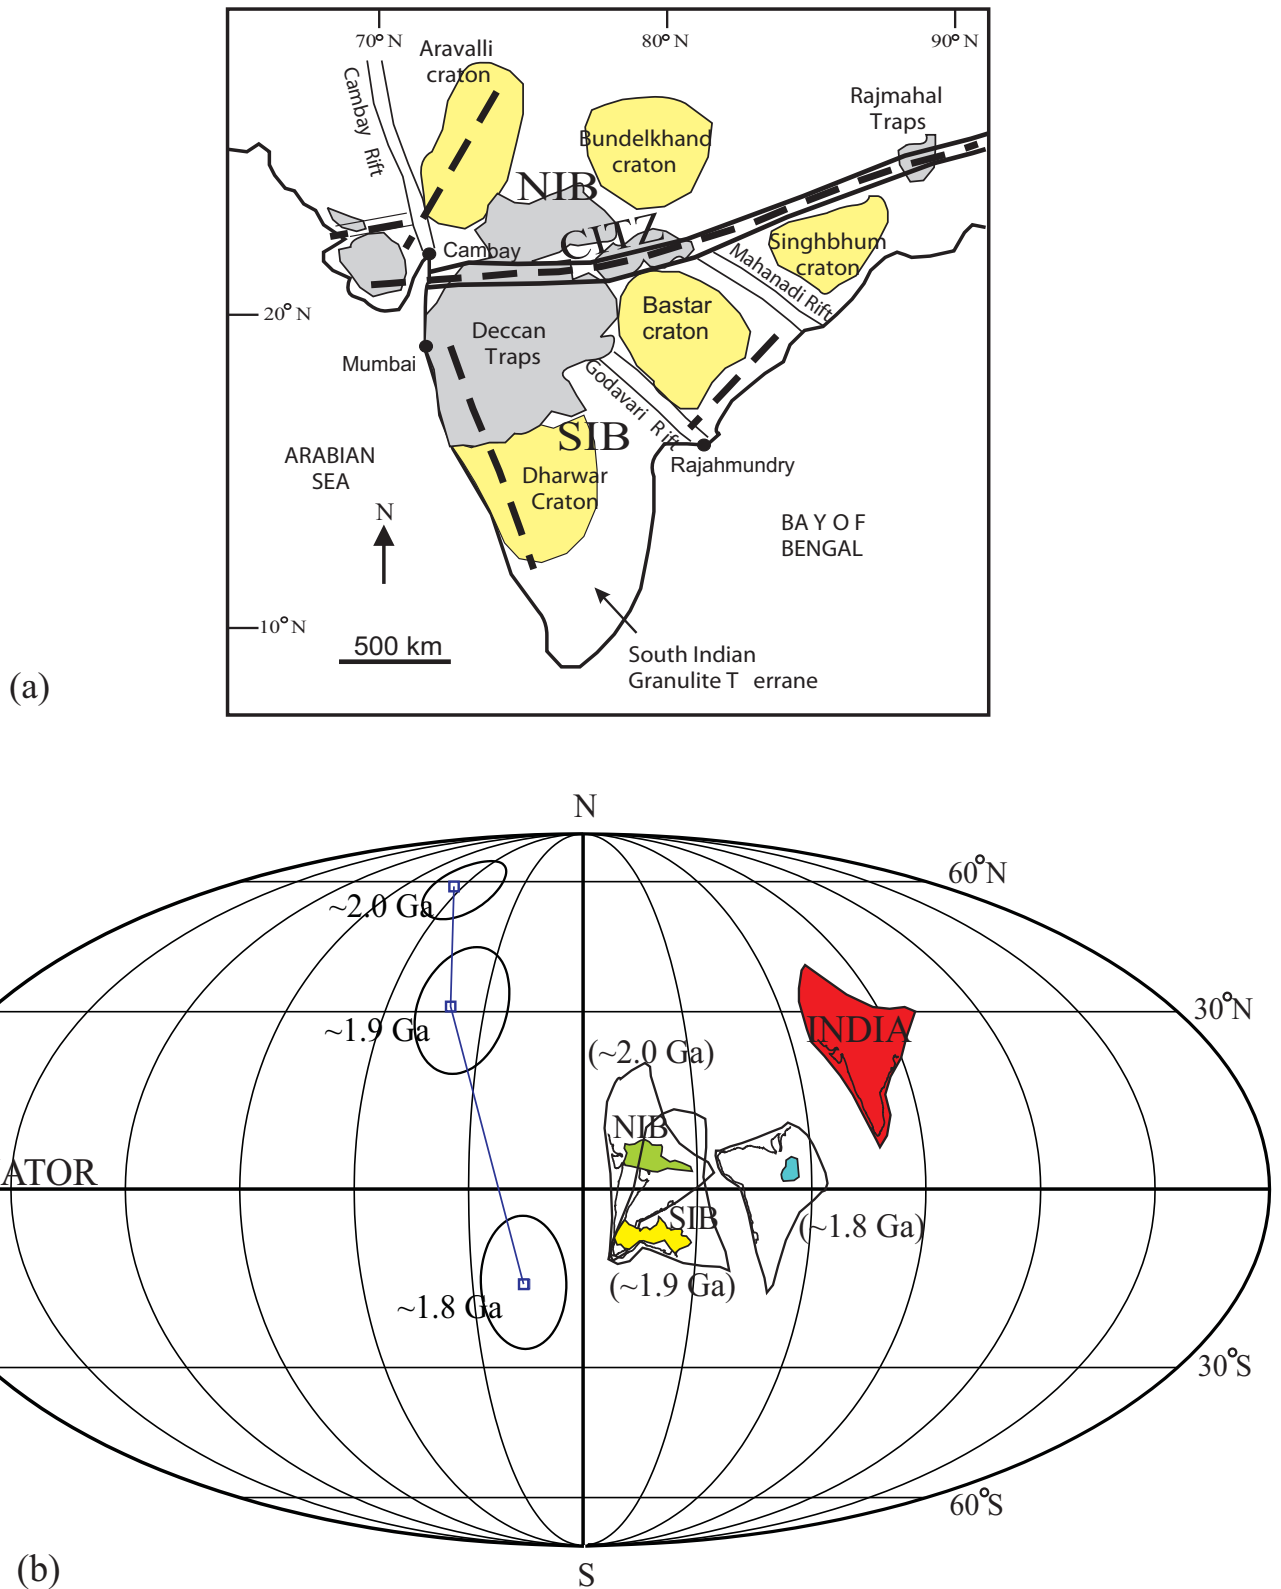 70° N
80° N
90° N
Aravalli
craton
Cambay Rift
Rajmahal
Traps
Bundelkhand
craton
NIB
CITZ
Singhbhum
craton
Cambay
Mahanadi Rift
20° N
Bastar
craton
Deccan
Traps
Mumbai
Godavari Rift
SIB
ARABIAN
SEA
Dharwar
Craton
Rajahmundry
N
BA Y O F
BENGAL
10° N
500 km
South Indian
Granulite T errane
(a)
N
60°N
~2.0 Ga
30°N
~1.9 Ga
INDIA
(~2.0 Ga)
NIB
ATOR
SIB
(~1.8 Ga)
(~1.9 Ga)
~1.8 Ga
30°S
60°S
S
(b)